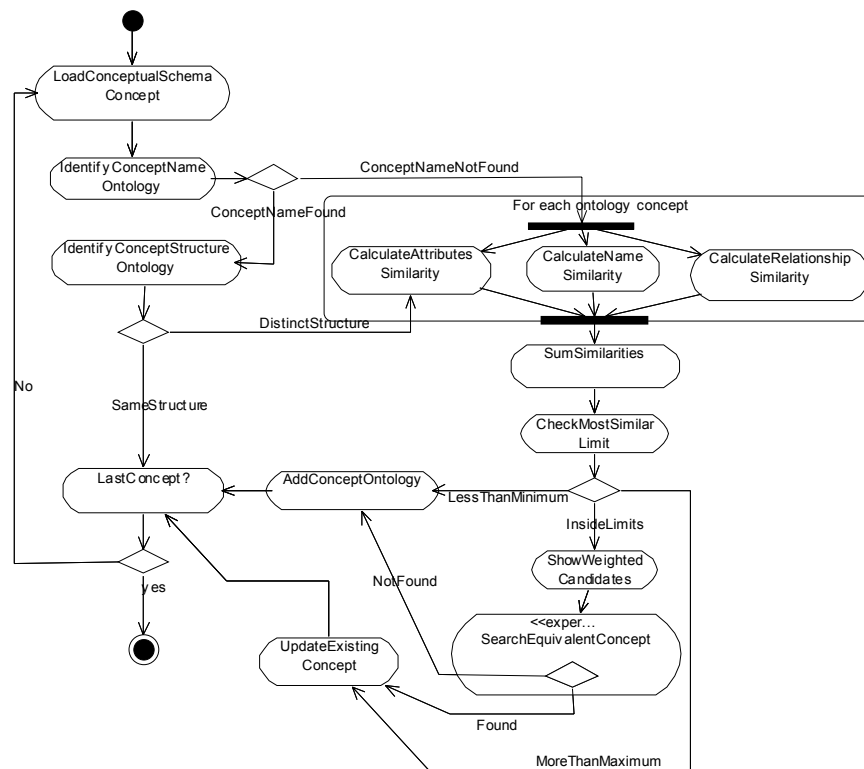 LoadConceptualSchema
Concept
IdentifyConceptName
Ontology
ConceptNameNotFound
ConceptNameFound
For each ontology concept
IdentifyConceptStructure
Ontology
CalculateAttributes
Similarity
CalculateName
Similarity
CalculateRelationship
Similarity
DistinctStructure
SumSimilarities
No
SameStructure
CheckMostSimilar
Limit
LastConcept?
AddConceptOntology
LessThanMinimum
InsideLimits
ShowWeighted
Candidates
NotFound
yes
<<exper...
SearchEquivalentConcept
UpdateExisting
Concept
Found
MoreThanMaximum